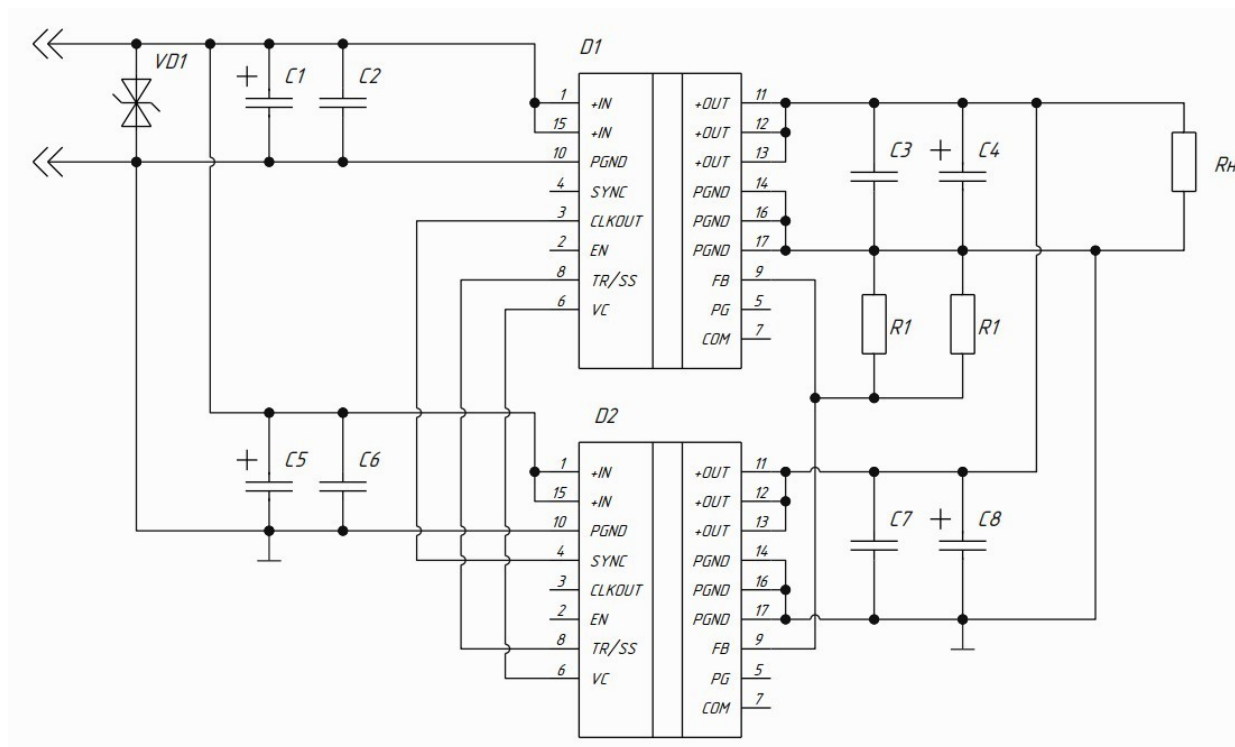 D1
VD1
+ C1
C2
1 +IN
15 +IN
10 PGND
4 SYNC
3 CLKOUT
2 EN
8 TR/SS
6 VC
+OUT 11
+OUT 12
+OUT 13
PGND 14
PGND 16
PGND 17
FB 9
PG 5
COM 7
C3
+ C4
Rн
R1
R1
D2
+ C5
C6
1 +IN
15 +IN
10 PGND
4 SYNC
3 CLKOUT
2 EN
8 TR/SS
6 VC
+OUT 11
+OUT 12
+OUT 13
PGND 14
PGND 16
PGND 17
FB 9
PG 5
COM 7
C7
+ C8